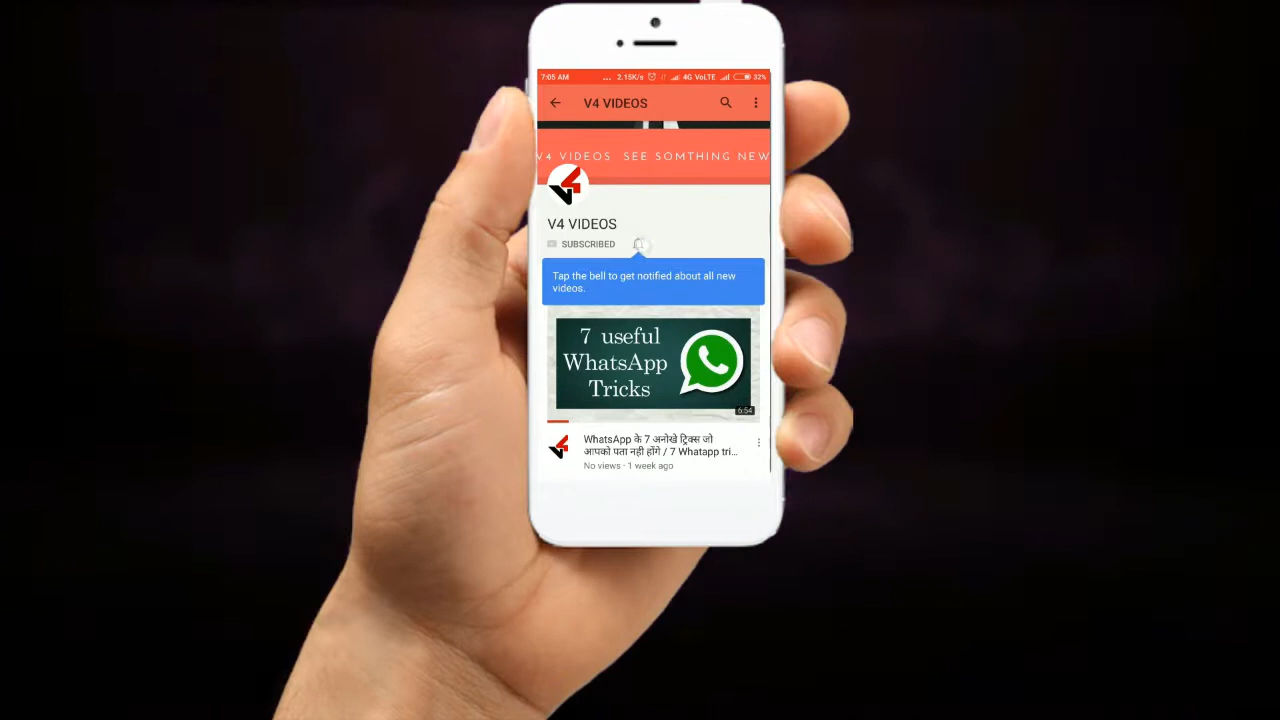 7:05 AM ... 2.15K/s 4G VoLTE 32%
V4 VIDEOS
V4 VIDEOS SEE SOMTHING NEW
V4 VIDEOS
SUBSCRIBED
Tap the bell to get notified about all new
videos.
7 useful
WhatsApp
Tricks
6:54
WhatsApp के 7 अनोखे ट्रिक्स जो
आपको पता नही होंगे / 7 Whatapp tri...
No views · 1 week ago